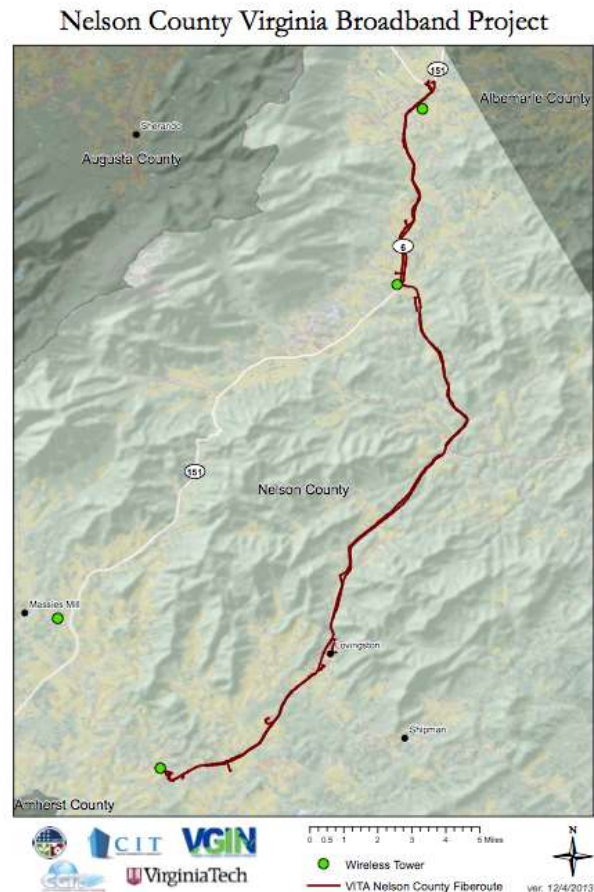 Nelson County Virginia Broadband Project
151
Albemarle County
Sherando
Augusta County
6
151
Nelson County
Massies Mill
Lovingston
Shipman
Amherst County
CIT
VGIN
0 0.5 1 2 3 4 5 Miles
N
Wireless Tower
CGIT
VirginiaTech
VITA Nelson County Fiberoute
ver. 12/4/2013